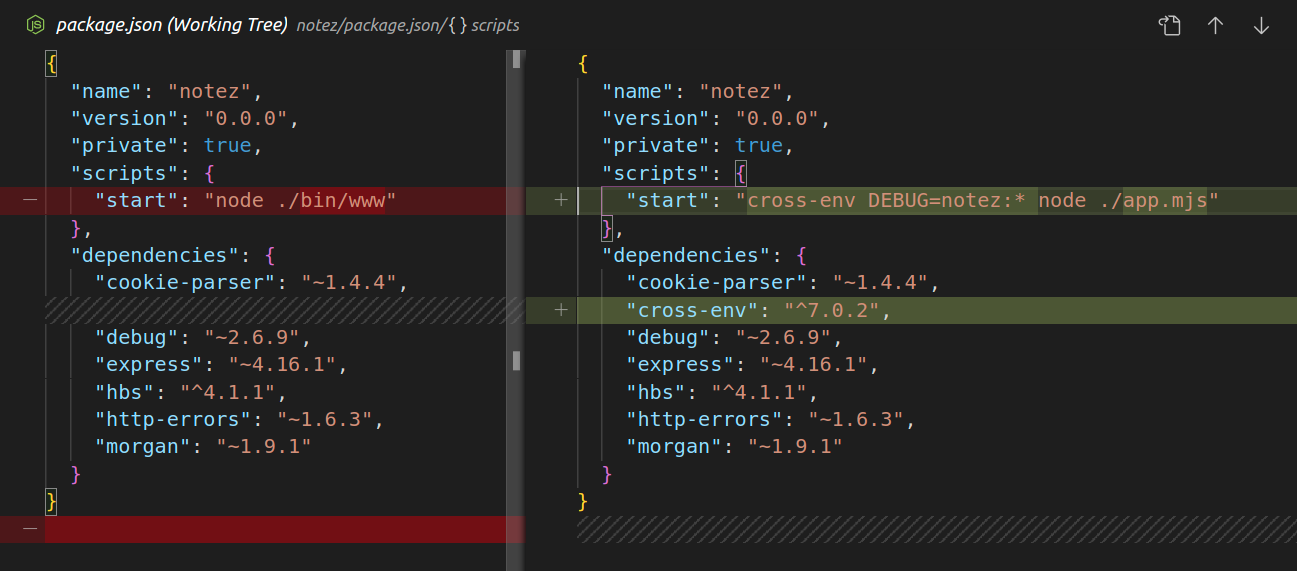 package.json (Working Tree) notez/package.json/{ } scripts
{
"name": "notez",
"version": "0.0.0",
"private": true,
"scripts": {
— "start": "node ./bin/www"
},
"dependencies": {
"cookie-parser": "~1.4.4",
"debug": "~2.6.9",
"express": "~4.16.1",
"hbs": "^4.1.1",
"http-errors": "~1.6.3",
"morgan": "~1.9.1"
}
}
—
{
"name": "notez",
"version": "0.0.0",
"private": true,
"scripts": {
+ "start": "cross-env DEBUG=notez:* node ./app.mjs"
},
"dependencies": {
"cookie-parser": "~1.4.4",
+ "cross-env": "^7.0.2",
"debug": "~2.6.9",
"express": "~4.16.1",
"hbs": "^4.1.1",
"http-errors": "~1.6.3",
"morgan": "~1.9.1"
}
}